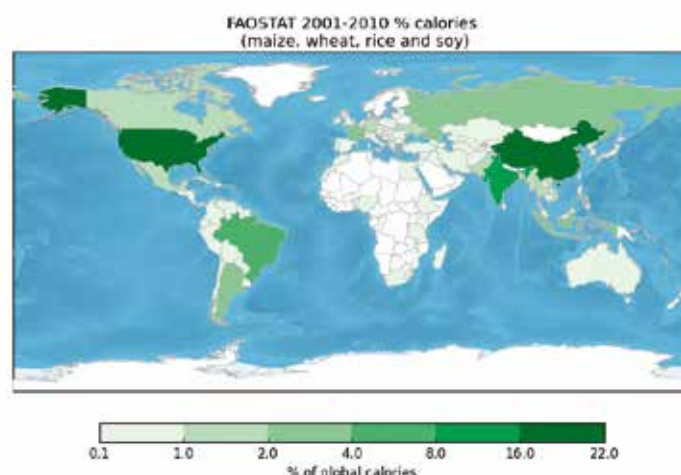 FAOSTAT 2001-2010 % calories
(maize, wheat, rice and soy)
0.1 1.0 2.0 4.0 8.0 16.0 22.0
% of global calories